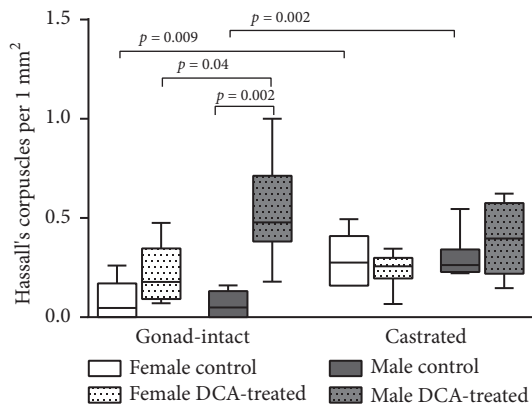 1.5
p = 0.002
p = 0.009
p = 0.04
1.0
p = 0.002
Hassall's corpuscles per 1 mm²
0.5
0.0
Gonad-intact Castrated
Female control Male control
Female DCA-treated Male DCA-treated